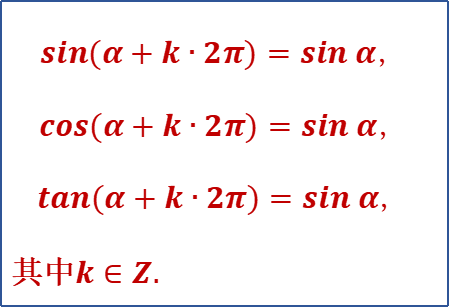 sin(α + k · 2π) = sin α,
cos(α + k · 2π) = sin α,
tan(α + k · 2π) = sin α,
其中k ∈ Z.